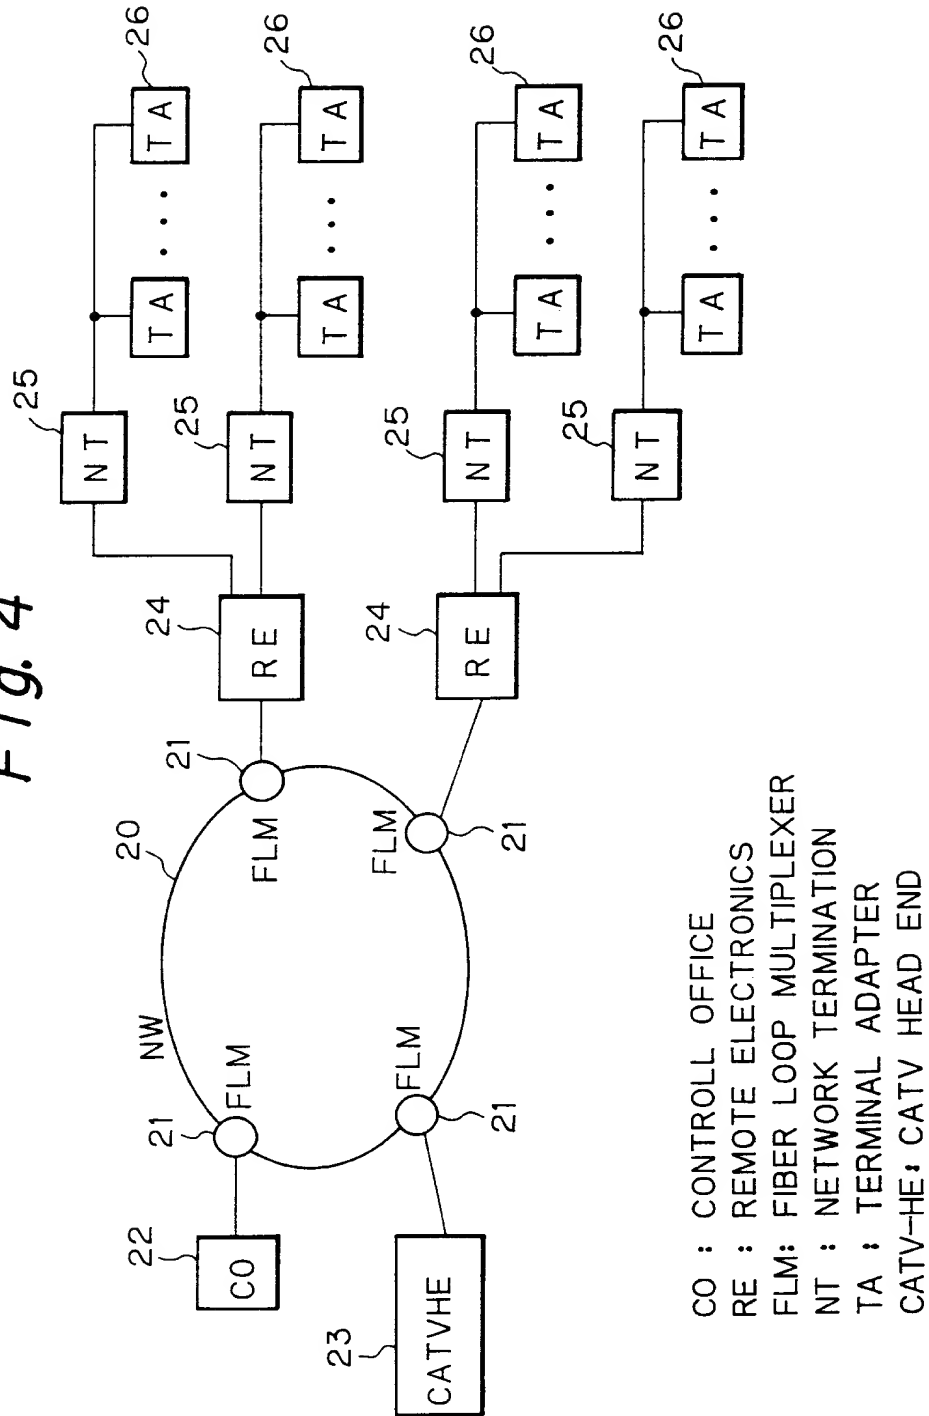 Fig. 4
NW
20
21
FLM
21
FLM
21
FLM
21
FLM
22
CO
23
CATVHE
24
RE
24
RE
25
NT
25
NT
25
NT
25
NT
TA
...
TA
26
TA
...
TA
26
TA
...
TA
26
TA
...
TA
26
CO : CONTROLL OFFICE
RE : REMOTE ELECTRONICS
FLM: FIBER LOOP MULTIPLEXER
NT : NETWORK TERMINATION
TA : TERMINAL ADAPTER
CATV-HE: CATV HEAD END